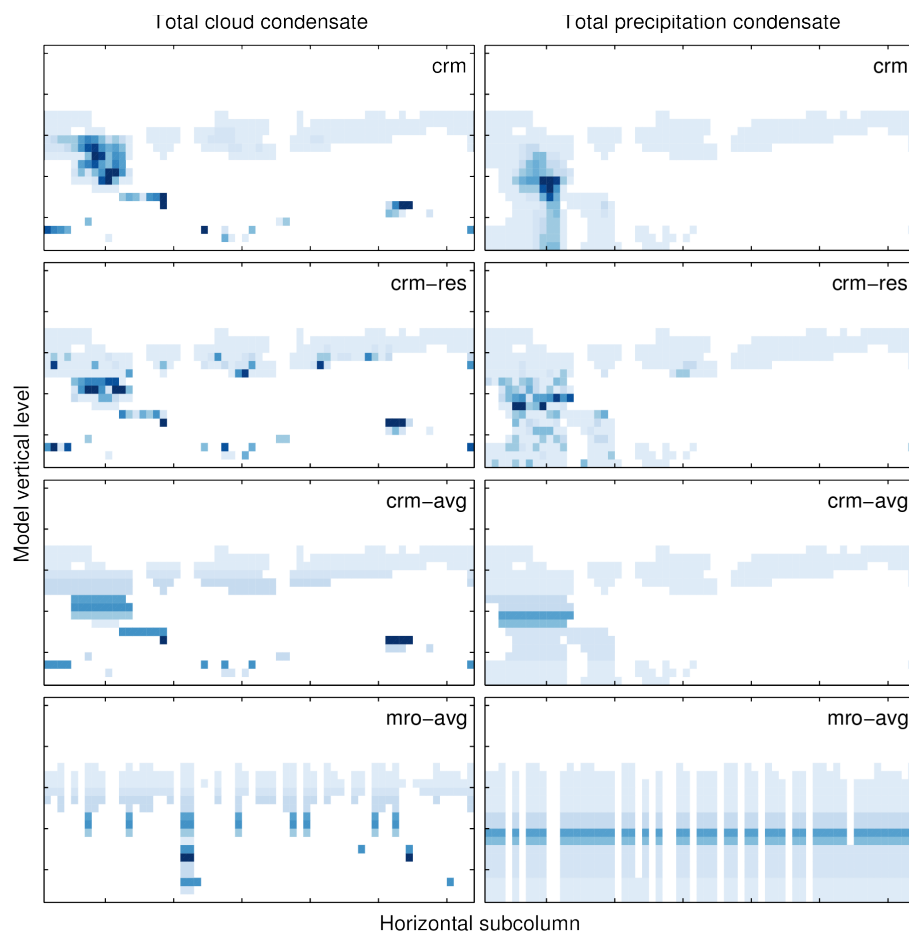 Total cloud condensate
Total precipitation condensate
crm
crm
crm−res
crm−res
crm−avg
crm−avg
mro−avg
mro−avg
Model vertical level
Horizontal subcolumn